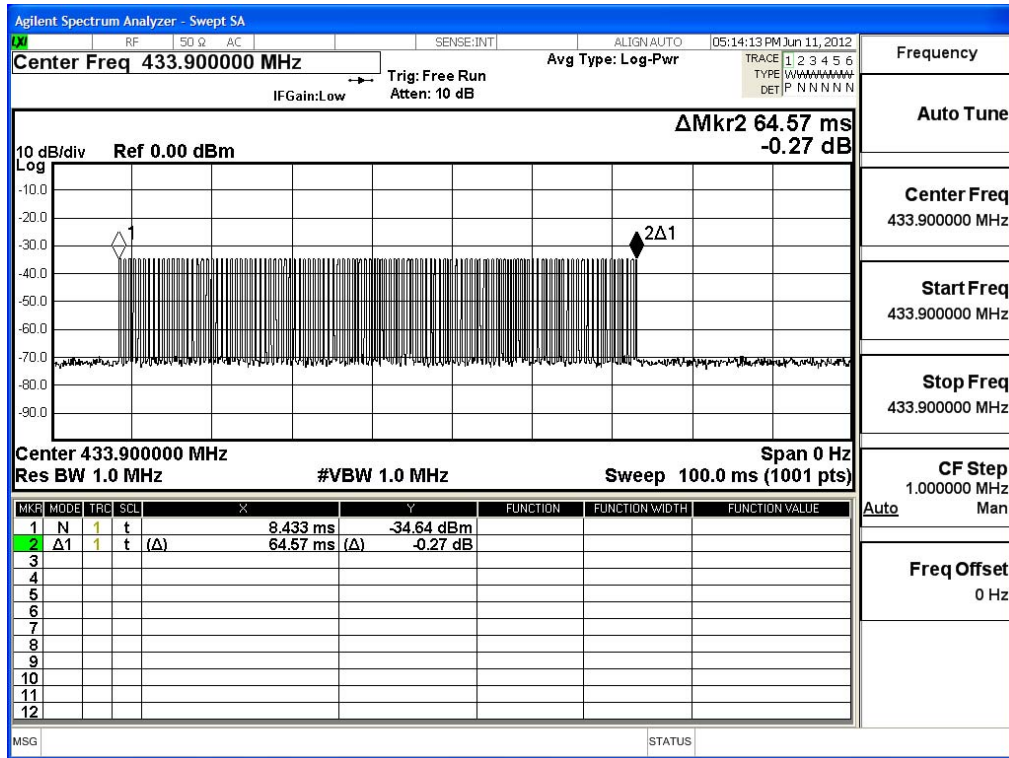 Agilent Spectrum Analyzer - Swept SA
LXI RF 50 Ω AC SENSE:INT ALIGN AUTO 05:14:13 PM Jun 11, 2012
Center Freq 433.900000 MHz
Trig: Free Run
IFGain:Low Atten: 10 dB
Avg Type: Log-Pwr
TRACE 1 2 3 4 5 6
TYPE
DET P N N N N N
ΔMkr2 64.57 ms
-0.27 dB
10 dB/div Ref 0.00 dBm
Log
-10.0
-20.0
-30.0
-40.0
-50.0
-60.0
-70.0
-80.0
-90.0
1
2Δ1
Center 433.900000 MHz Span 0 Hz
Res BW 1.0 MHz #VBW 1.0 MHz Sweep 100.0 ms (1001 pts)
MKR MODE TRC SCL X Y FUNCTION FUNCTION WIDTH FUNCTION VALUE
1 N 1 t 8.433 ms -34.64 dBm
2 Δ1 1 t (Δ) 64.57 ms (Δ) -0.27 dB
3
4
5
6
7
8
9
10
11
12
MSG STATUS
Frequency
Auto Tune
Center Freq
433.900000 MHz
Start Freq
433.900000 MHz
Stop Freq
433.900000 MHz
CF Step
1.000000 MHz
Auto Man
Freq Offset
0 Hz